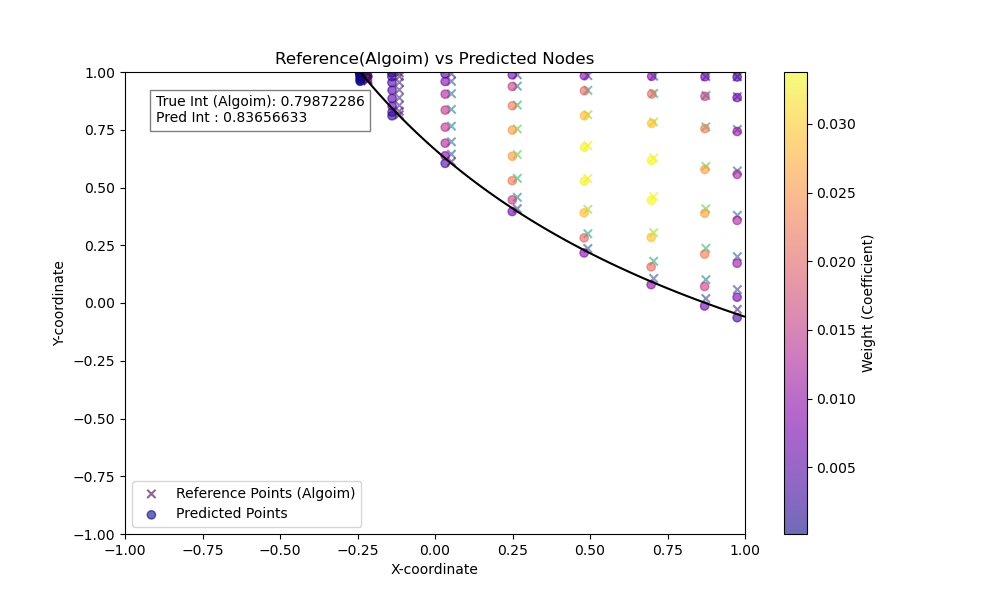 Reference(Algoim) vs Predicted Nodes
True Int (Algoim): 0.79872286
Pred Int : 0.83656633
1.00
0.75
0.50
0.25
0.00
−0.25
−0.50
−0.75
−1.00
Y-coordinate
Reference Points (Algoim)
Predicted Points
−1.00 −0.75 −0.50 −0.25 0.00 0.25 0.50 0.75 1.00
X-coordinate
0.030
0.025
0.020
0.015
0.010
0.005
Weight (Coefficient)